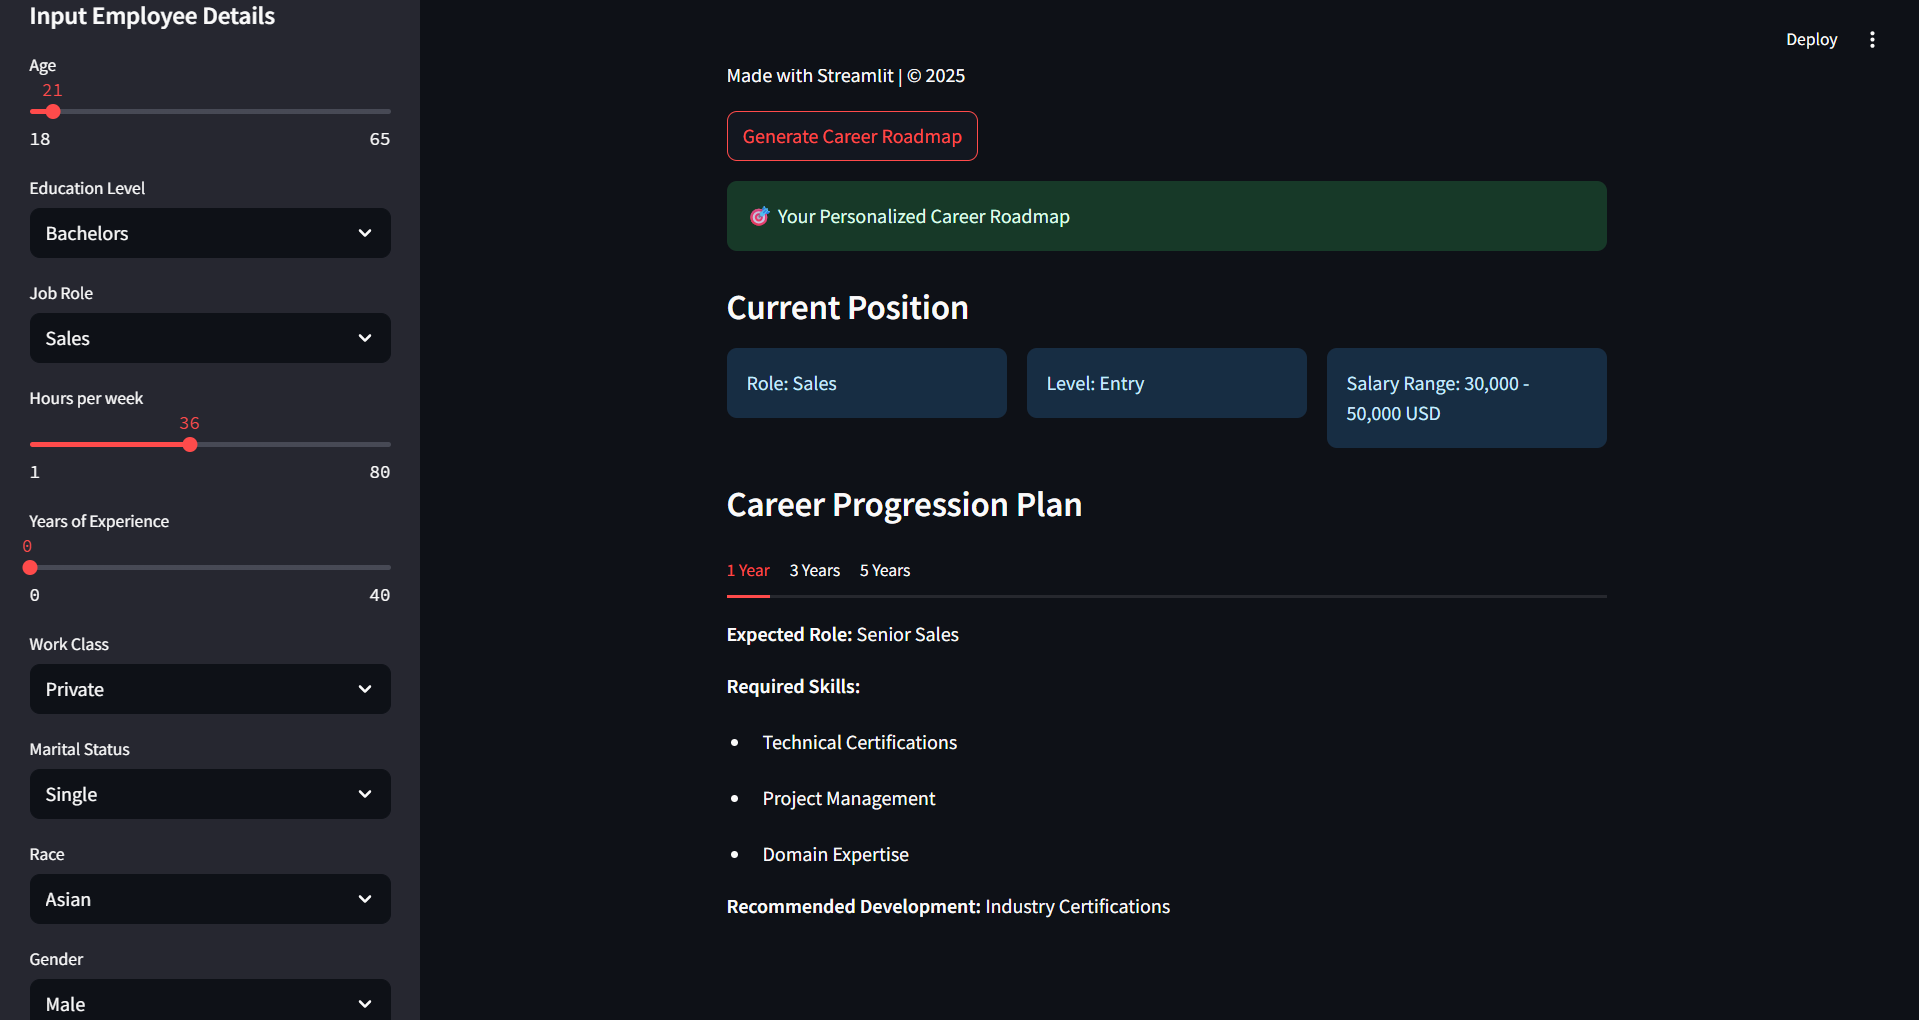 Input Employee Details
Age
21
18 65
Education Level
Bachelors
Job Role
Sales
Hours per week
36
1 80
Years of Experience
0
0 40
Work Class
Private
Marital Status
Single
Race
Asian
Gender
Male
Deploy
Made with Streamlit | © 2025
Generate Career Roadmap
🎯 Your Personalized Career Roadmap
Current Position
Role: Sales
Level: Entry
Salary Range: 30,000 -
50,000 USD
Career Progression Plan
1 Year 3 Years 5 Years
Expected Role: Senior Sales
Required Skills:
• Technical Certifications
• Project Management
• Domain Expertise
Recommended Development: Industry Certifications